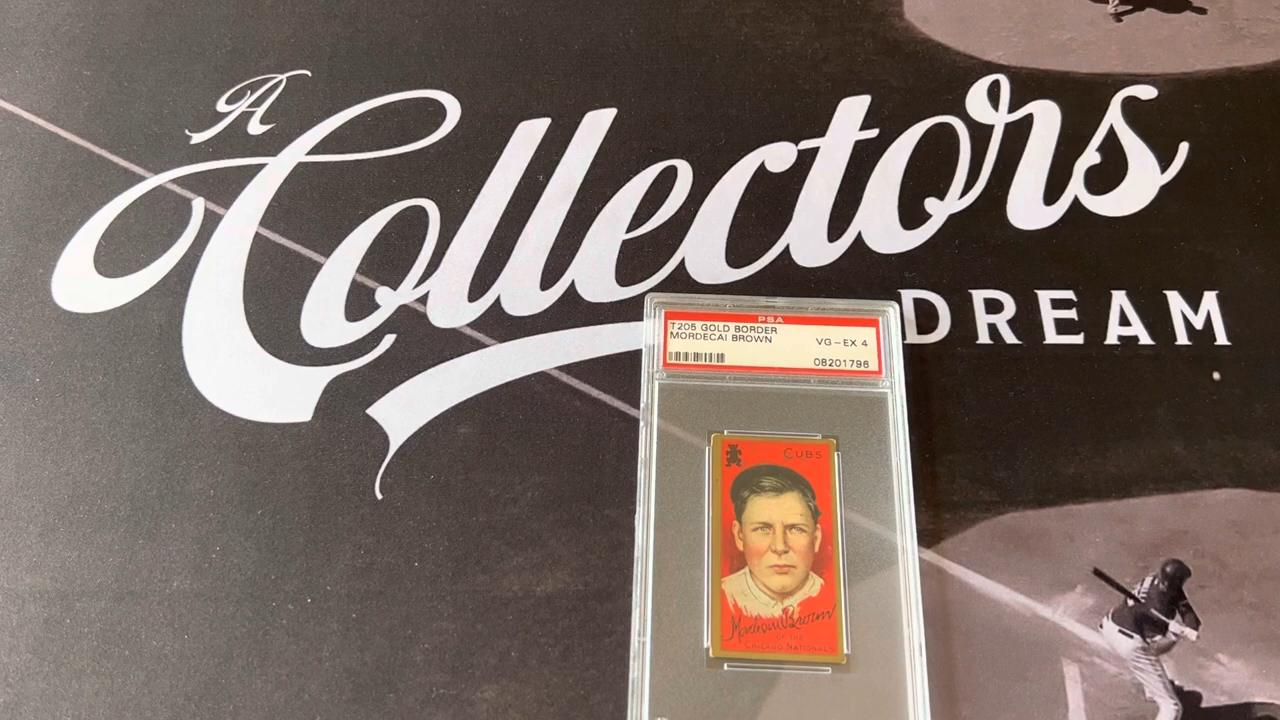 A
Collectors
DREAM
PSA
T205 GOLD BORDER
MORDECAI BROWN VG-EX 4
08201796
CUBS
Mordecai Brown
OF THE
CHICAGO NATIONALS